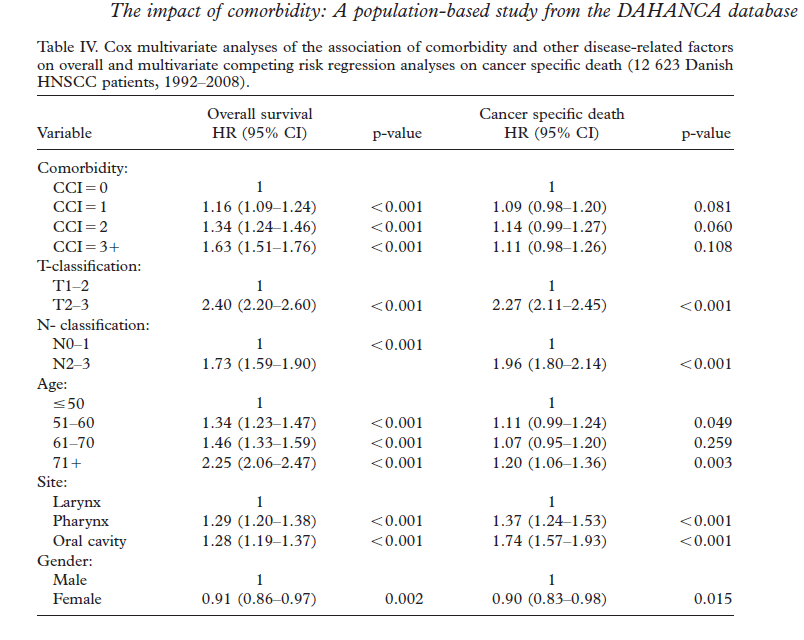 The impact of comorbidity: A population-based study from the DAHANCA database
Table IV. Cox multivariate analyses of the association of comorbidity and other disease-related factors
on overall and multivariate competing risk regression analyses on cancer specific death (12 623 Danish
HNSCC patients, 1992–2008).
Overall survival Cancer specific death
Variable HR (95% CI) p-value HR (95% CI) p-value
Comorbidity:
CCI=0 1 1
CCI=1 1.16 (1.09–1.24) <0.001 1.09 (0.98–1.20) 0.081
CCI=2 1.34 (1.24–1.46) <0.001 1.14 (0.99–1.27) 0.060
CCI=3+ 1.63 (1.51–1.76) <0.001 1.11 (0.98–1.26) 0.108
T-classification:
T1–2 1 1
T2–3 2.40 (2.20–2.60) <0.001 2.27 (2.11–2.45) <0.001
N- classification:
N0–1 1 <0.001 1
N2–3 1.73 (1.59–1.90) 1.96 (1.80–2.14) <0.001
Age:
≤50 1 1
51–60 1.34 (1.23–1.47) <0.001 1.11 (0.99–1.24) 0.049
61–70 1.46 (1.33–1.59) <0.001 1.07 (0.95–1.20) 0.259
71+ 2.25 (2.06–2.47) <0.001 1.20 (1.06–1.36) 0.003
Site:
Larynx 1 1
Pharynx 1.29 (1.20–1.38) <0.001 1.37 (1.24–1.53) <0.001
Oral cavity 1.28 (1.19–1.37) <0.001 1.74 (1.57–1.93) <0.001
Gender:
Male 1 1
Female 0.91 (0.86–0.97) 0.002 0.90 (0.83–0.98) 0.015